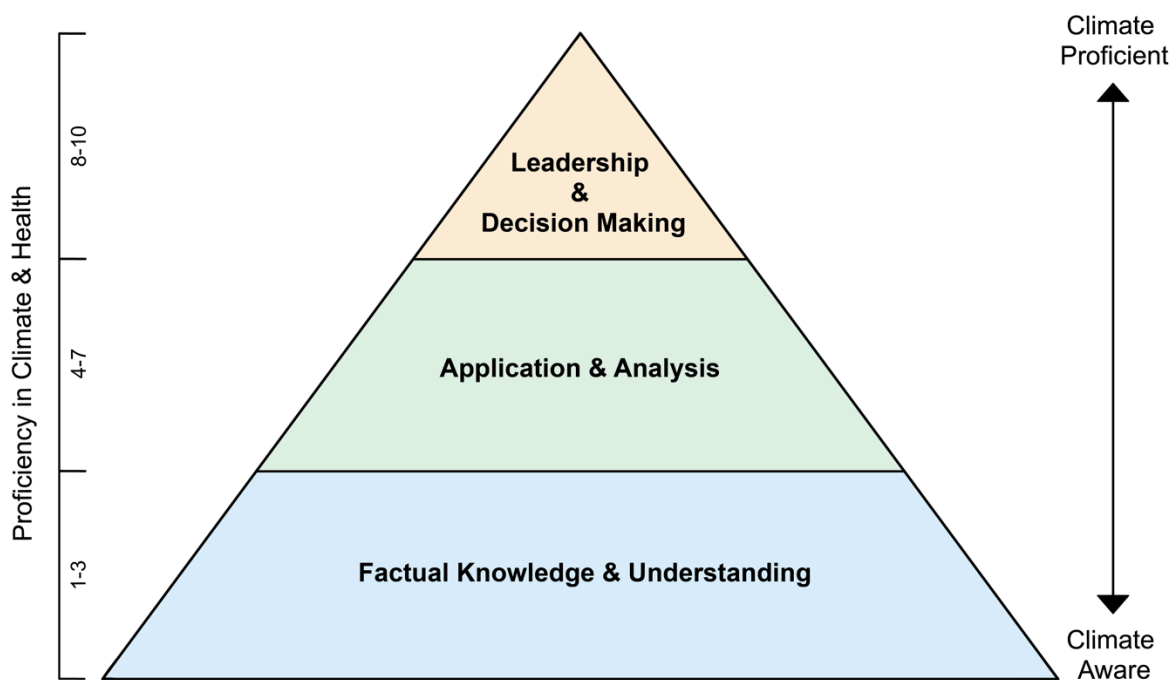 Climate
Proficient
Proficiency in Climate & Health
8-10
Leadership
&
Decision Making
4-7
Application & Analysis
1-3
Factual Knowledge & Understanding
Climate
Aware